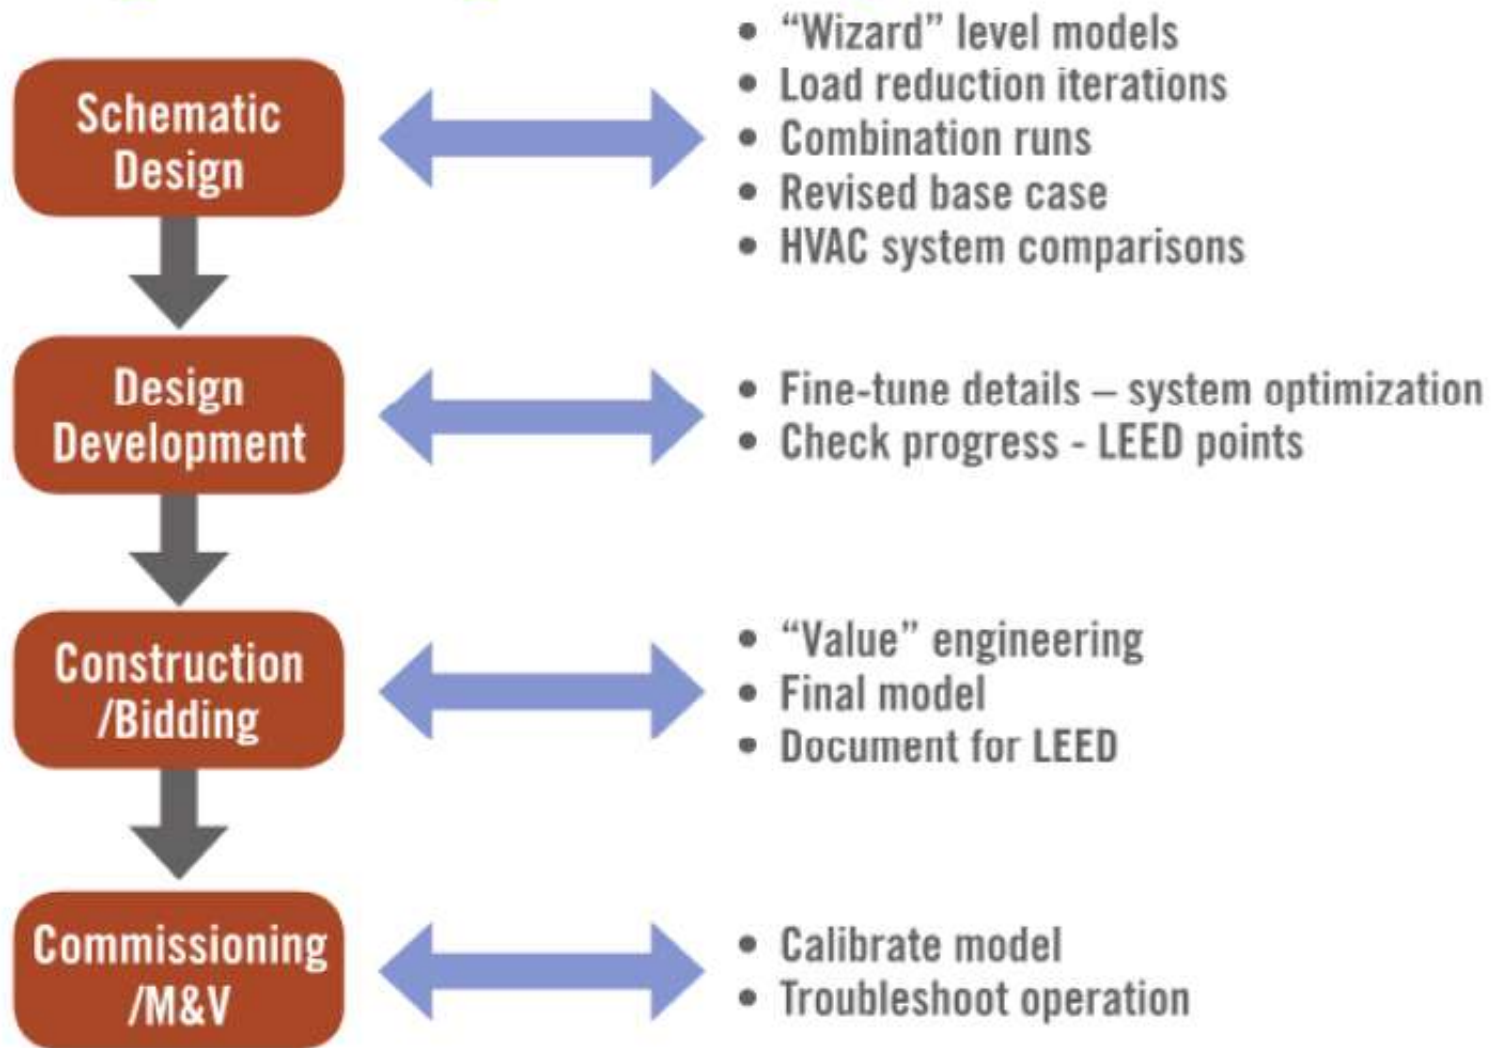 Schematic
Design
• “Wizard” level models
• Load reduction iterations
• Combination runs
• Revised base case
• HVAC system comparisons
Design
Development
• Fine-tune details – system optimization
• Check progress - LEED points
Construction
/Bidding
• “Value” engineering
• Final model
• Document for LEED
Commissioning
/M&V
• Calibrate model
• Troubleshoot operation